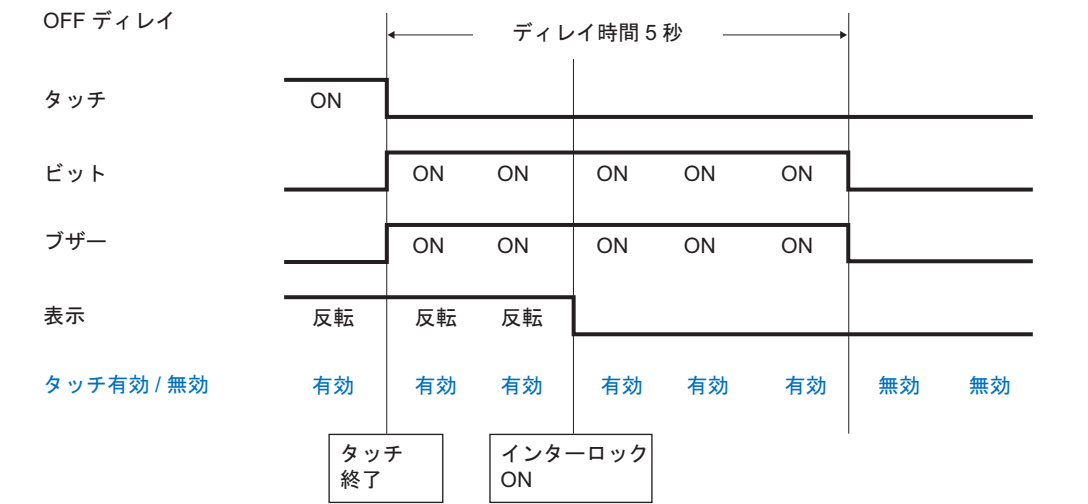 OFF ディレイ
ディレイ時間 5 秒
タッチ ON
ビット ON ON ON ON ON
ブザー ON ON ON ON ON
表示 反転 反転 反転
タッチ有効 / 無効 有効 有効 有効 有効 有効 有効 無効 無効
タッチ
終了
インターロック
ON